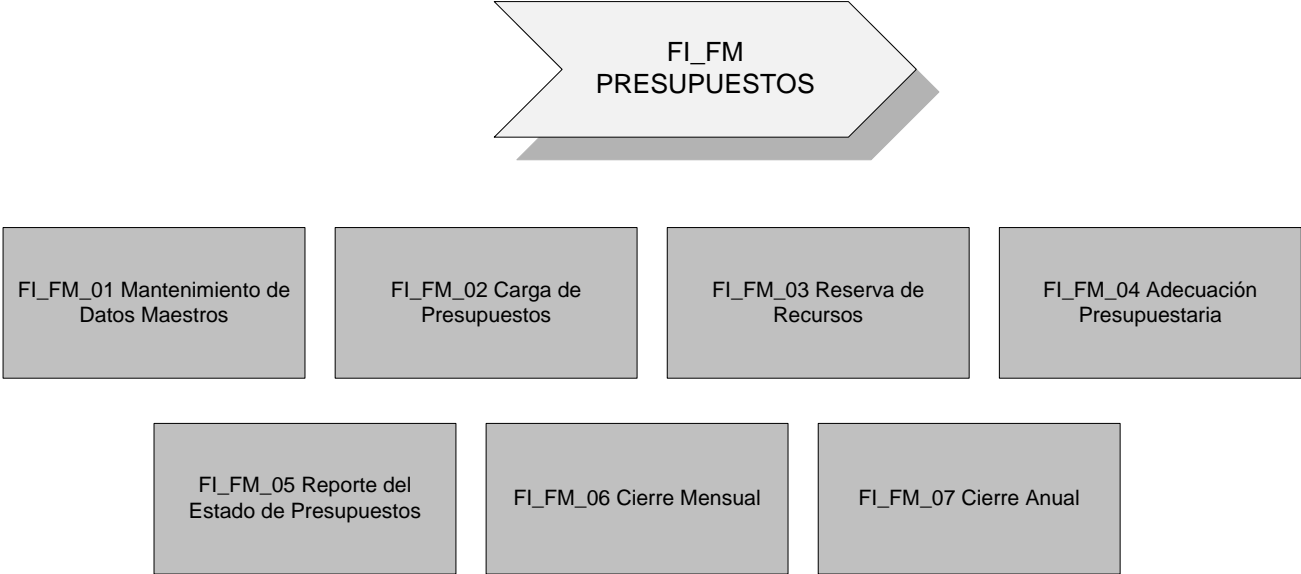 FI_FM
PRESUPUESTOS
FI_FM_01 Mantenimiento de
Datos Maestros
FI_FM_02 Carga de
Presupuestos
FI_FM_03 Reserva de
Recursos
FI_FM_04 Adecuación
Presupuestaria
FI_FM_05 Reporte del
Estado de Presupuestos
FI_FM_06 Cierre Mensual
FI_FM_07 Cierre Anual